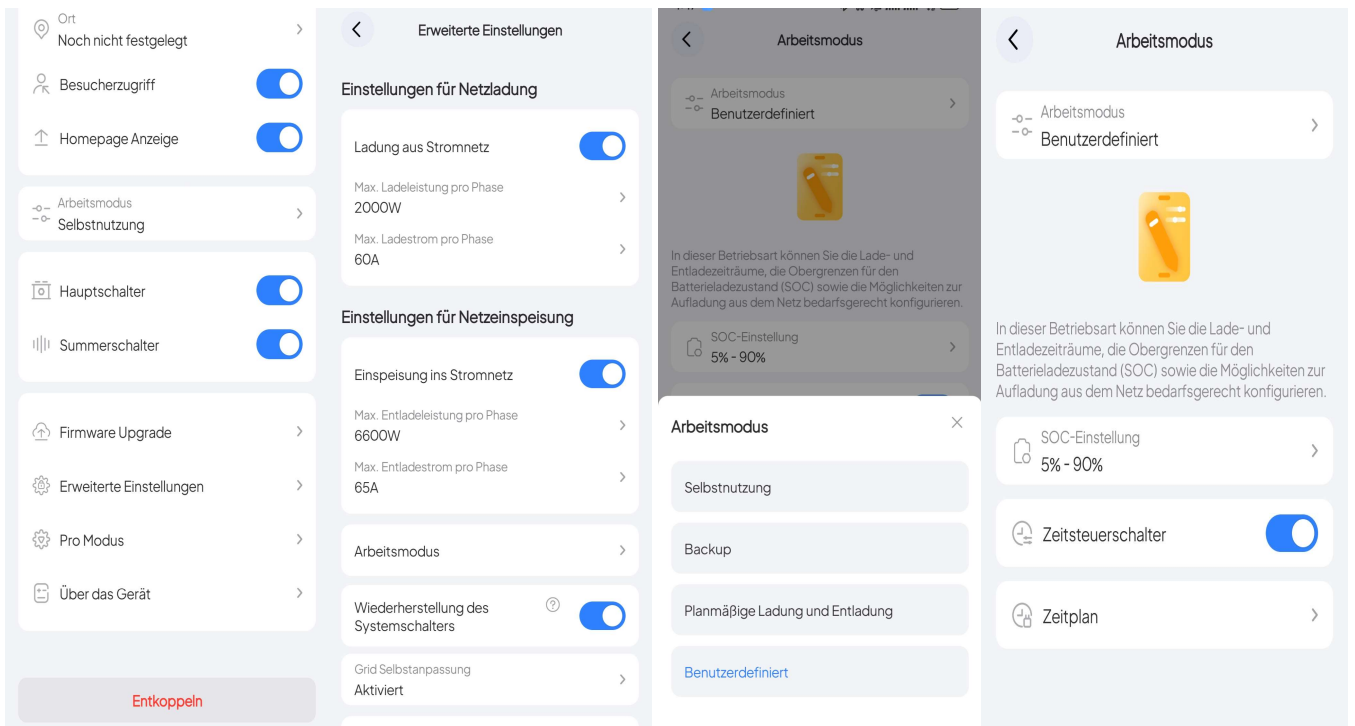 Ort
Noch nicht festgelegt
Besucherzugriff
Homepage Anzeige
Arbeitsmodus
Selbstnutzung
Hauptschalter
Summerschalter
Firmware Upgrade
Erweiterte Einstellungen
Pro Modus
Über das Gerät
Entkoppeln
Erweiterte Einstellungen
Einstellungen für Netzladung
Ladung aus Stromnetz
Max. Ladeleistung pro Phase
2000W
Max. Ladestrom pro Phase
60A
Einstellungen für Netzeinspeisung
Einspeisung ins Stromnetz
Max. Entladeleistung pro Phase
6600W
Max. Entladestrom pro Phase
65A
Arbeitsmodus
Wiederherstellung des
Systemschalters
Grid Selbstanpassung
Aktiviert
Arbeitsmodus
Arbeitsmodus
Benutzerdefiniert
In dieser Betriebsart können Sie die Lade- und
Entladezeiträume, die Obergrenzen für den
Batterieladezustand (SOC) sowie die Möglichkeiten zur
Aufladung aus dem Netz bedarfsgerecht konfigurieren.
SOC-Einstellung
5% - 90%
Arbeitsmodus
Selbstnutzung
Backup
Planmäßige Ladung und Entladung
Benutzerdefiniert
Arbeitsmodus
Arbeitsmodus
Benutzerdefiniert
In dieser Betriebsart können Sie die Lade- und
Entladezeiträume, die Obergrenzen für den
Batterieladezustand (SOC) sowie die Möglichkeiten zur
Aufladung aus dem Netz bedarfsgerecht konfigurieren.
SOC-Einstellung
5% - 90%
Zeitsteuerschalter
Zeitplan